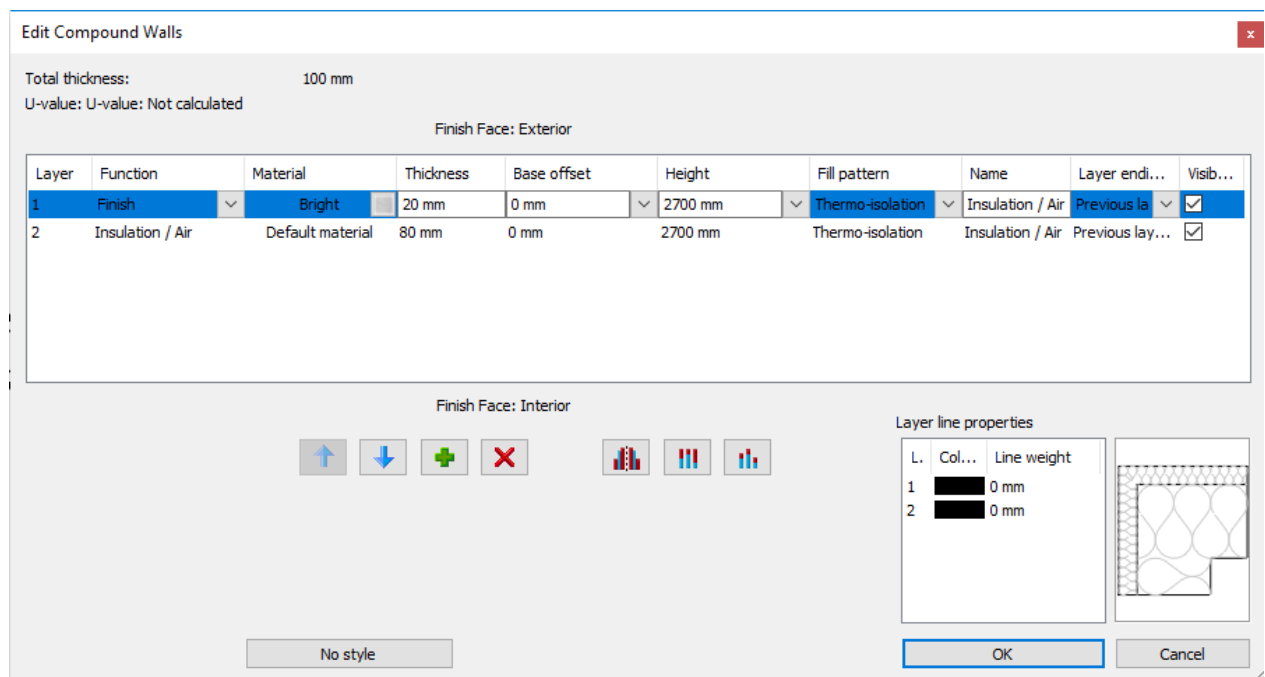 Edit Compound Walls
x
Total thickness: 100 mm
U-value: U-value: Not calculated
Finish Face: Exterior
Layer Function Material Thickness Base offset Height Fill pattern Name Layer endi... Visib...
1 Finish Bright 20 mm 0 mm 2700 mm Thermo-isolation Insulation / Air Previous la
2 Insulation / Air Default material 80 mm 0 mm 2700 mm Thermo-isolation Insulation / Air Previous lay...
Finish Face: Interior
Layer line properties
L. Col... Line weight
1 0 mm
2 0 mm
No style
OK
Cancel